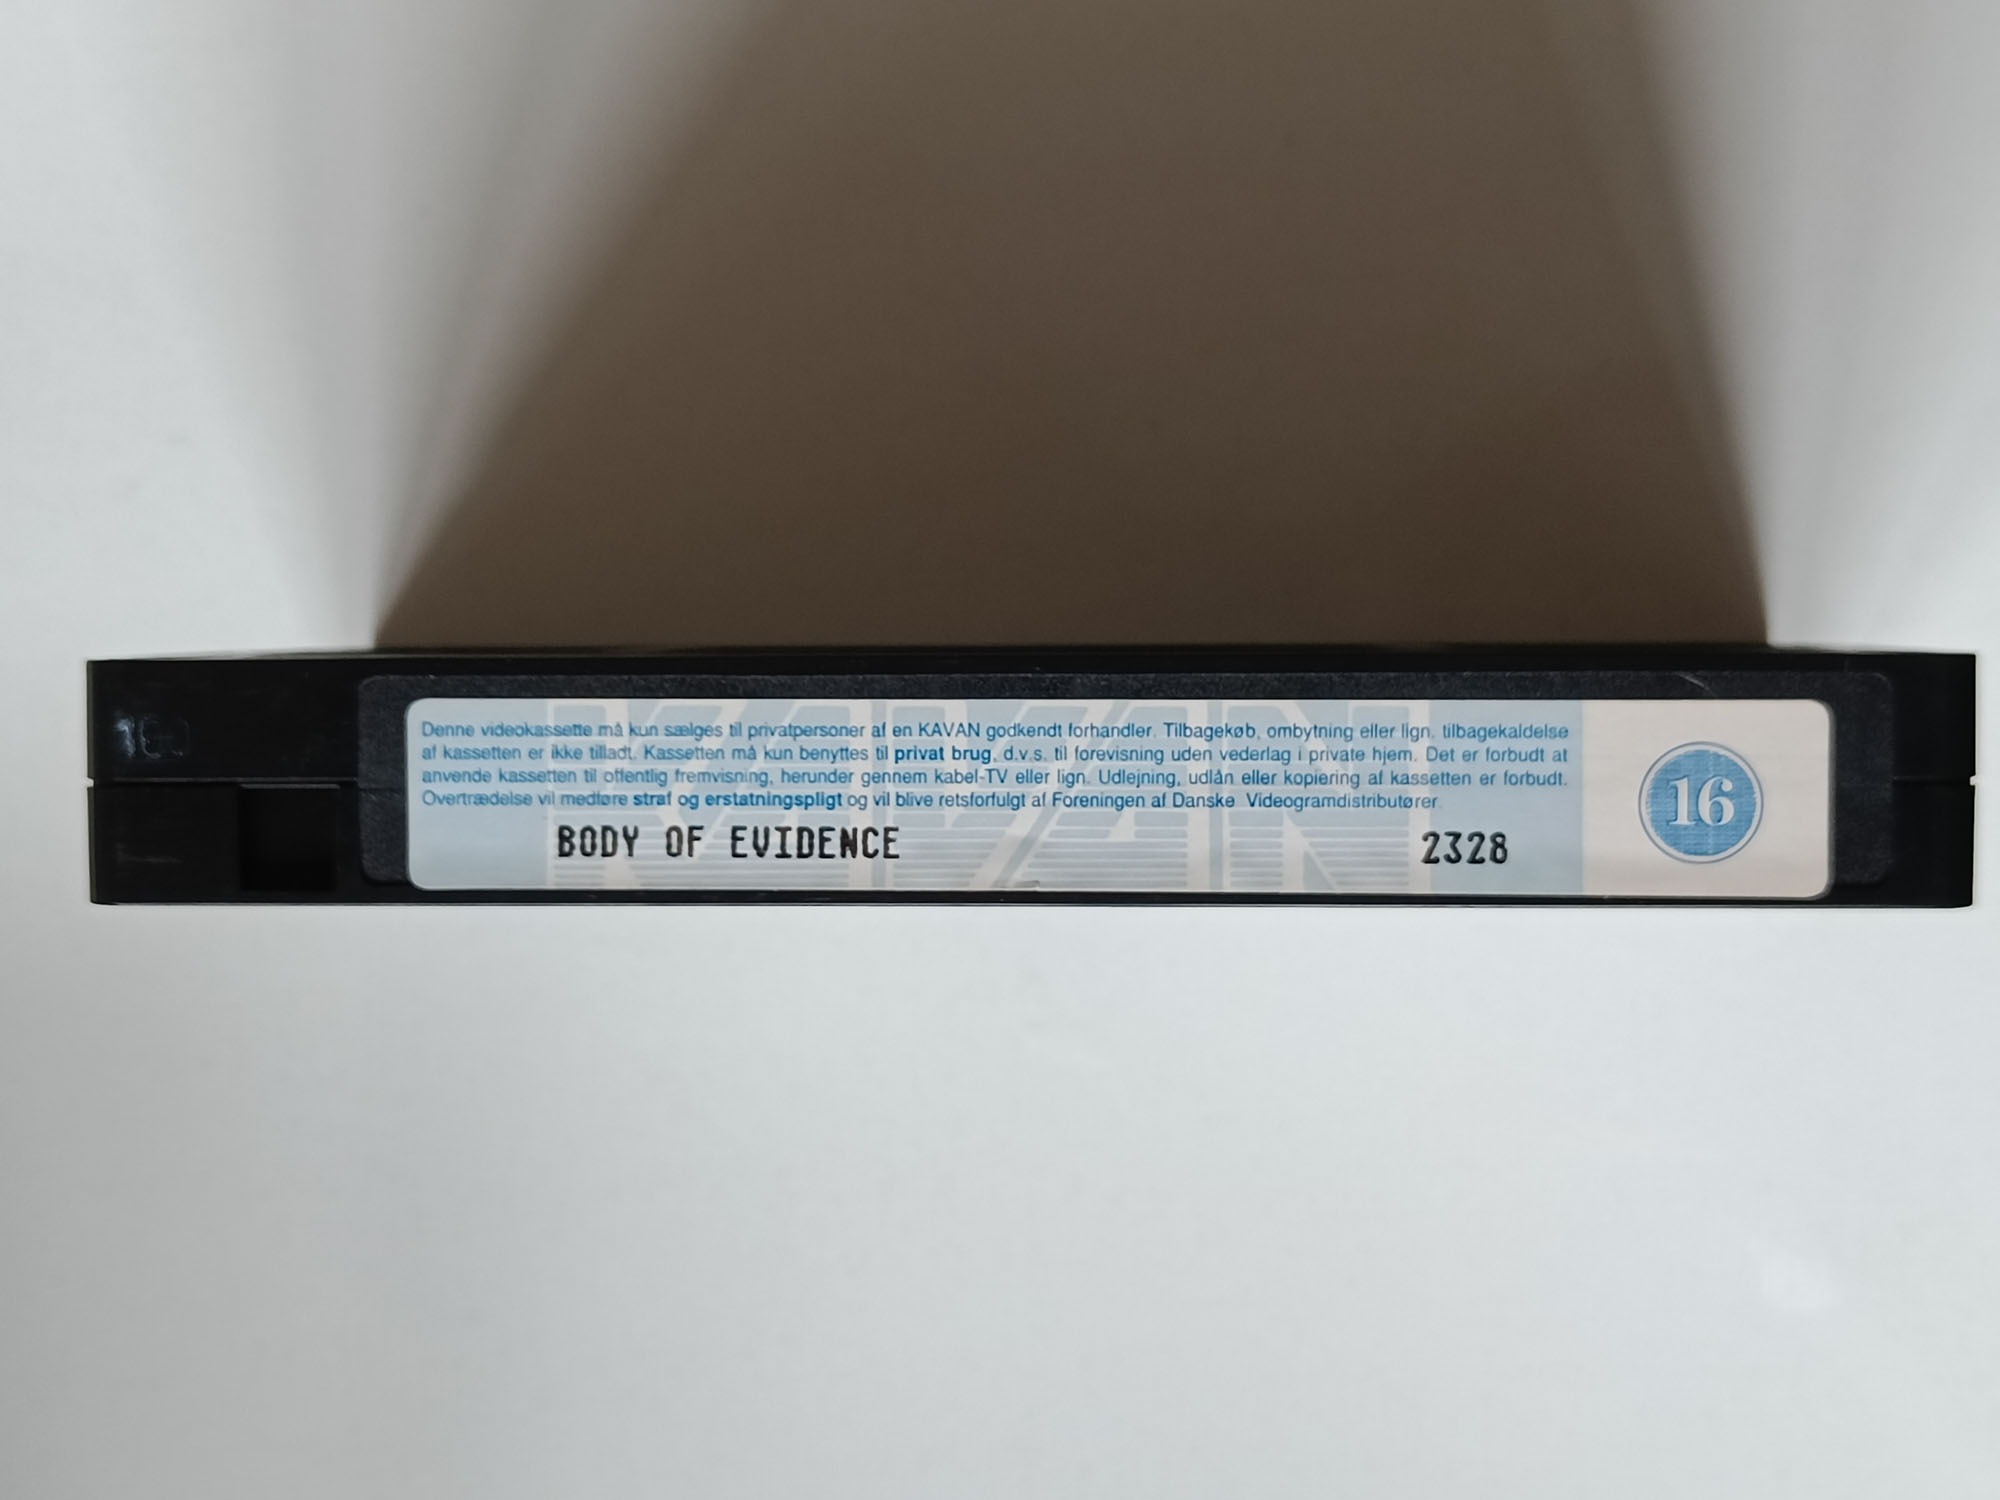 Denne videokassette må kun sælges til privatpersoner af en KAVAN godkendt forhandler. Tilbagekøb, ombytning eller lign. tilbagekaldelse
af kassetten er ikke tilladt. Kassetten må kun benyttes til privat brug, d.v.s. til forevisning uden vederlag i private hjem. Det er forbudt at
anvende kassetten til offentlig fremvisning, herunder gennem kabel-TV eller lign. Udlejning, udlån eller kopiering af kassetten er forbudt.
Overtrædelse vil medføre straf og erstatningspligt og vil blive retsforfulgt af Foreningen af Danske Videogramdistributører.
KAVAN
BODY OF EVIDENCE 2328
16